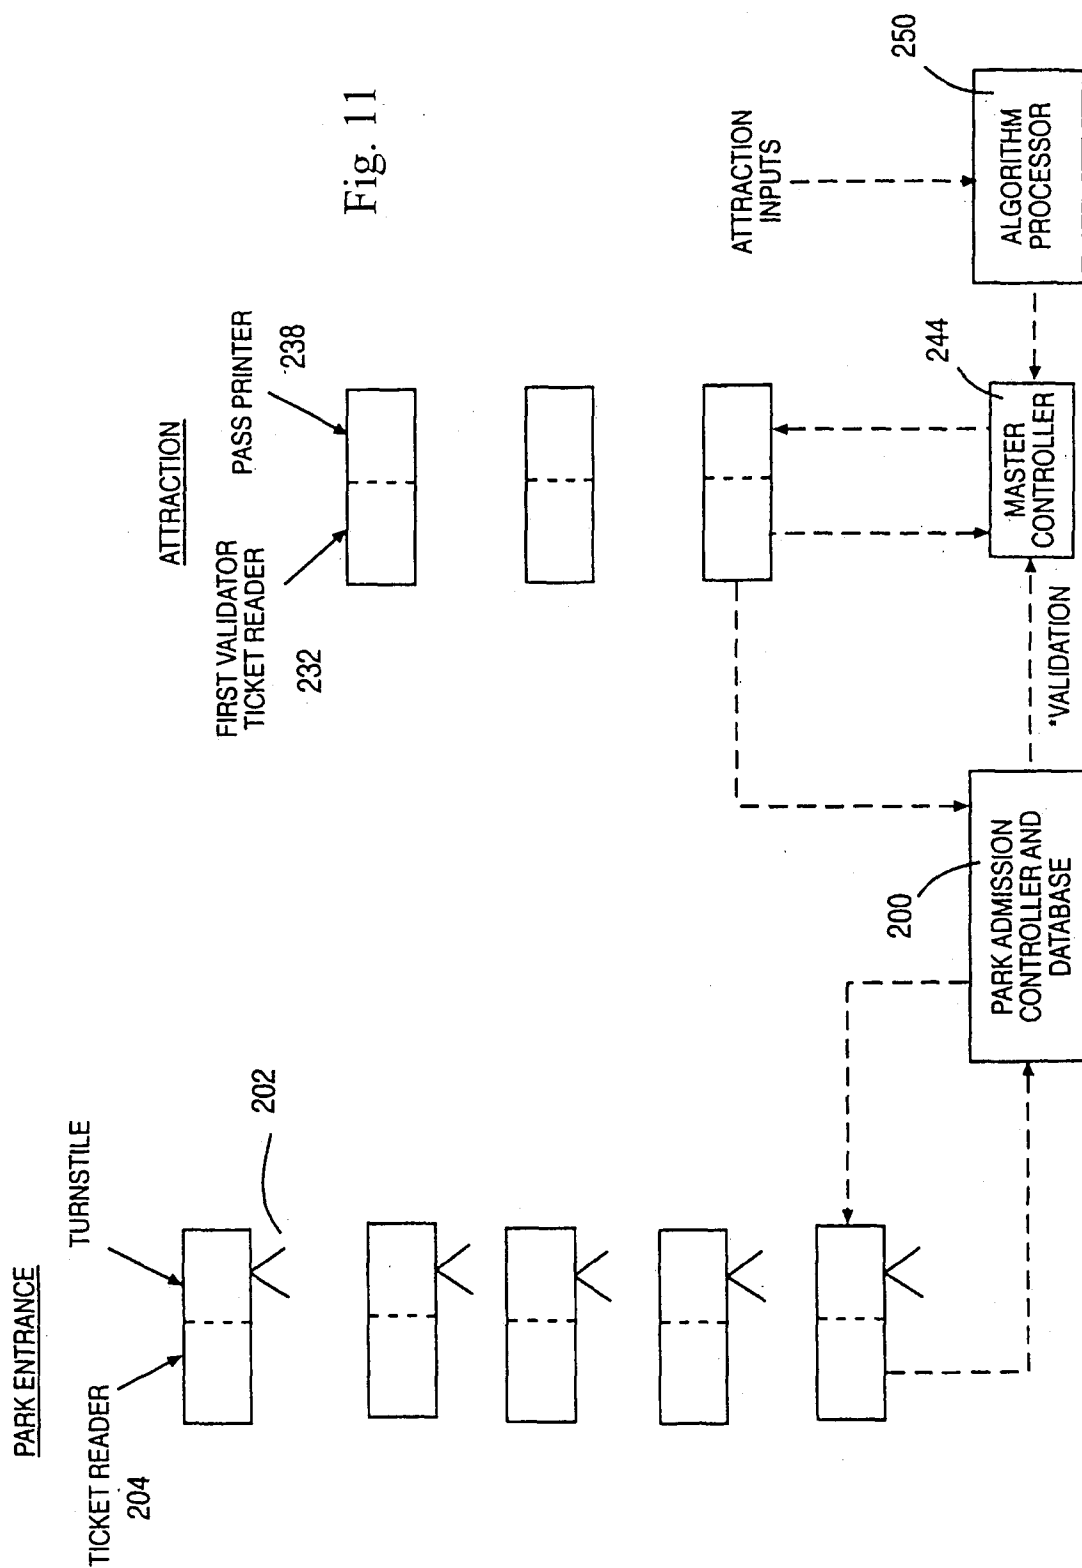 PARK ENTRANCE
TICKET READER
204
TURNSTILE
202
ATTRACTION
FIRST VALIDATOR
TICKET READER
232
PASS PRINTER
238
Fig. 11
PARK ADMISSION
CONTROLLER AND
DATABASE
200
*VALIDATION
MASTER
CONTROLLER
244
ATTRACTION
INPUTS
ALGORITHM
PROCESSOR
250